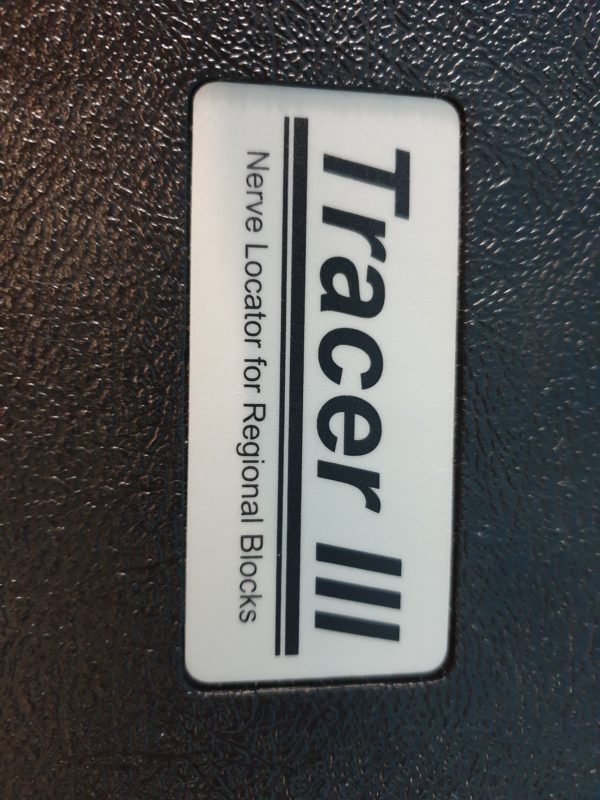 Tracer III
Nerve Locator for Regional Blocks